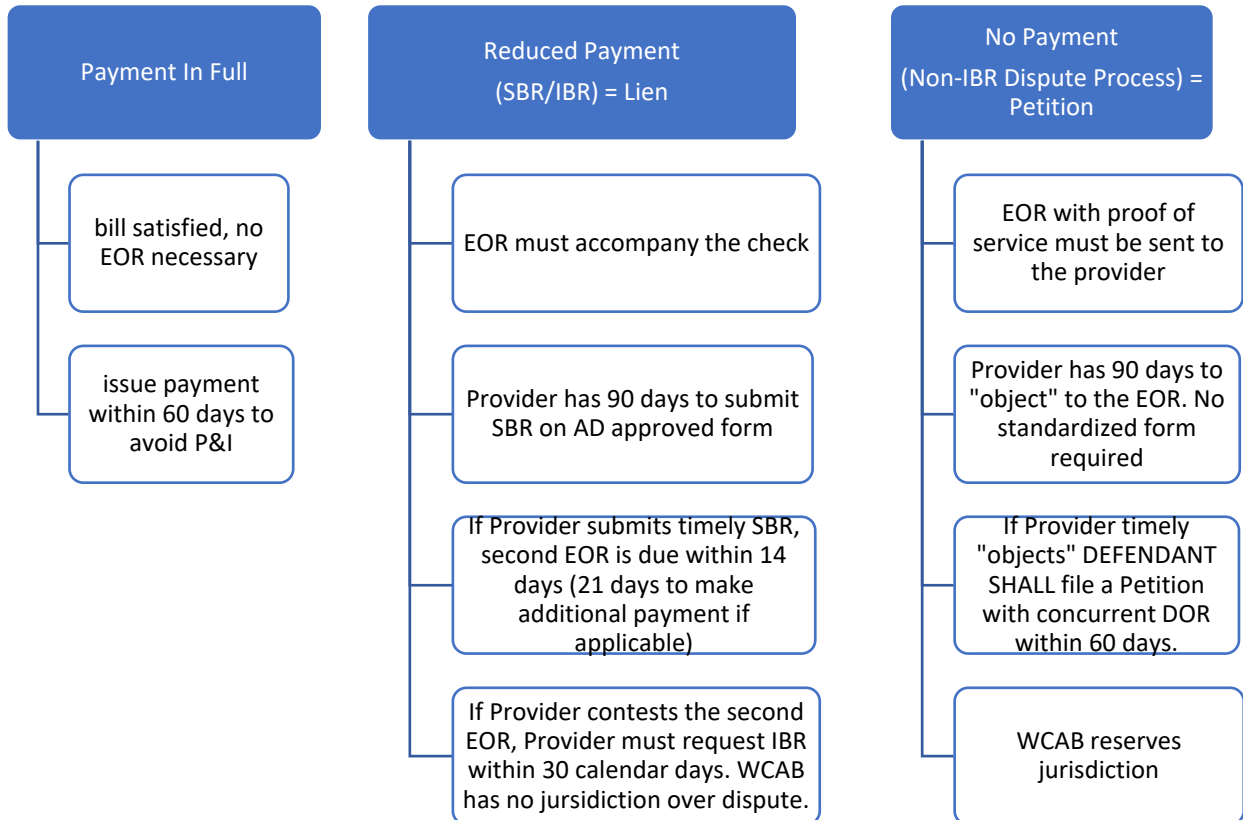 Payment In Full
bill satisfied, no
EOR necessary
issue payment
within 60 days to
avoid P&I
Reduced Payment
(SBR/IBR) = Lien
EOR must accompany the check
Provider has 90 days to submit
SBR on AD approved form
If Provider submits timely SBR,
second EOR is due within 14
days (21 days to make
additional payment if
applicable)
If Provider contests the second
EOR, Provider must request IBR
within 30 calendar days. WCAB
has no jursidiction over dispute.
No Payment
(Non-IBR Dispute Process) =
Petition
EOR with proof of
service must be sent to
the provider
Provider has 90 days to
"object" to the EOR. No
standardized form
required
If Provider timely
"objects" DEFENDANT
SHALL file a Petition
with concurrent DOR
within 60 days.
WCAB reserves
jurisdiction